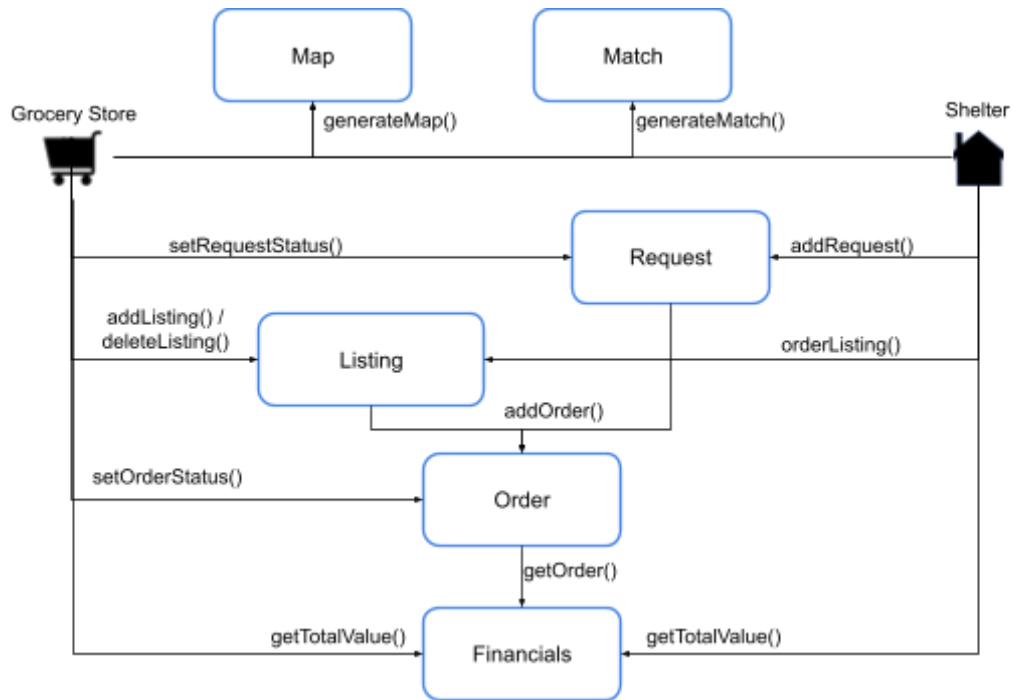 Map
Match
Grocery Store
Shelter
generateMap()
generateMatch()
setRequestStatus()
Request
addRequest()
addListing() /
deleteListing()
Listing
orderListing()
addOrder()
setOrderStatus()
Order
getOrder()
getTotalValue()
Financials
getTotalValue()